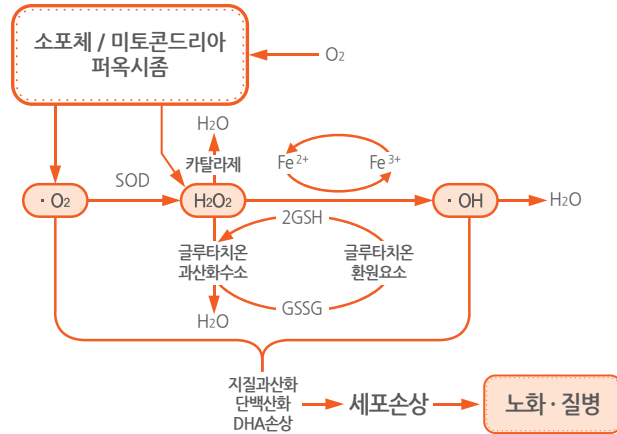 소포체 / 미토콘드리아
퍼옥시좀
O2
H2O
카탈라제
Fe2+
Fe3+
SOD
· O2
H2O2
· OH
H2O
2GSH
글루타치온
과산화수소
글루타치온
환원요소
GSSG
H2O
지질과산화
단백산화
DHA손상
세포손상
노화 · 질병